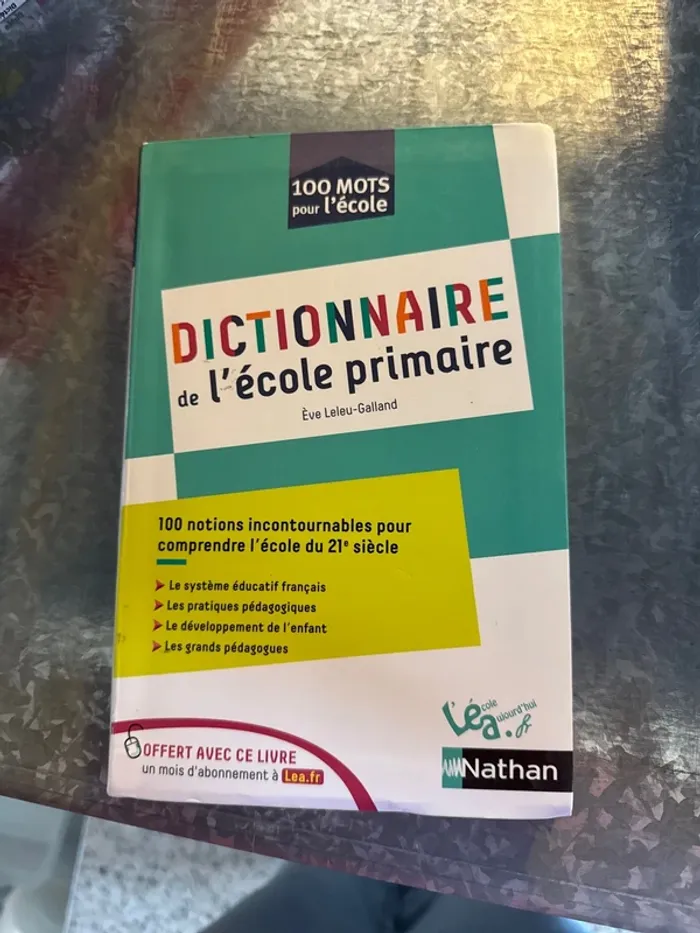 100 MOTS
pour l'école
DICTIONNAIRE
de l'école primaire
Ève Leleu-Galland
100 notions incontournables pour
comprendre l'école du 21e siècle
Le système éducatif français
Les pratiques pédagogiques
Le développement de l'enfant
Les grands pédagogues
L'éa.fr
école
aujourd'hui
OFFERT AVEC CE LIVRE
un mois d'abonnement à Lea.fr
Nathan